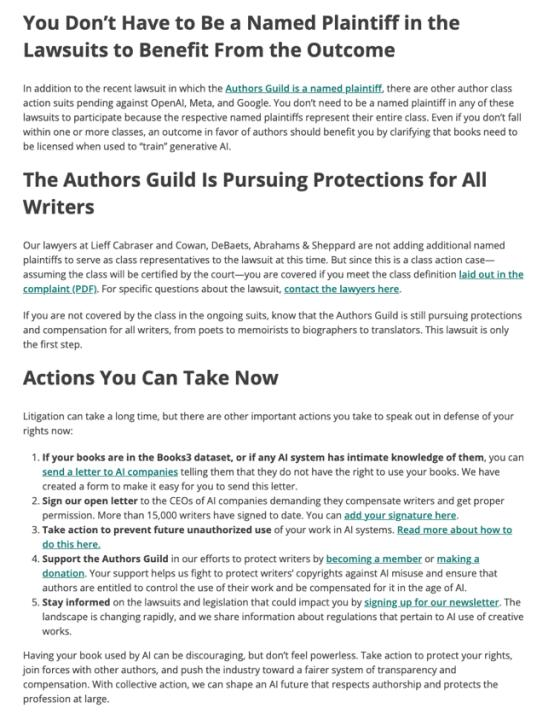 You Don't Have to Be a Named Plaintiff in the
Lawsuits to Benefit From the Outcome
In addition to the recent lawsuit in which the Authors Guild is a named plaintiff, there are other author class
action suits pending against OpenAI, Meta, and Google. You don't need to be a named plaintiff in any of these
lawsuits to participate because the respective named plaintiffs represent their entire class. Even if you don't fall
within one or more classes, an outcome in favor of authors should benefit you by clarifying that books need to
be licensed when used to "train" generative AI.
The Authors Guild Is Pursuing Protections for All
Writers
Our lawyers at Lieff Cabraser and Cowan, DeBaets, Abrahams & Sheppard are not adding additional named
plaintiffs to serve as class representatives to the lawsuit at this time. But since this is a class action case—
assuming the class will be certified by the court—you are covered if you meet the class definition laid out in the
complaint (PDF). For specific questions about the lawsuit, contact the lawyers here.
If you are not covered by the class in the ongoing suits, know that the Authors Guild is still pursuing protections
and compensation for all writers, from poets to memoirists to biographers to translators. This lawsuit is only
the first step.
Actions You Can Take Now
Litigation can take a long time, but there are other important actions you take to speak out in defense of your
rights now:
1. If your books are in the Books3 dataset, or if any AI system has intimate knowledge of them, you can
send a letter to AI companies telling them that they do not have the right to use your books. We have
created a form to make it easy for you to send this letter.
2. Sign our open letter to the CEOs of AI companies demanding they compensate writers and get proper
permission. More than 15,000 writers have signed to date. You can add your signature here.
3. Take action to prevent future unauthorized use of your work in AI systems. Read more about how to
do this here.
4. Support the Authors Guild in our efforts to protect writers by becoming a member or making a
donation. Your support helps us fight to protect writers' copyrights against AI misuse and ensure that
authors are entitled to control the use of their work and be compensated for it in the age of AI.
5. Stay informed on the lawsuits and legislation that could impact you by signing up for our newsletter. The
landscape is changing rapidly, and we share information about regulations that pertain to AI use of creative
works.
Having your book used by AI can be discouraging, but don't feel powerless. Take action to protect your rights,
join forces with other authors, and push the industry toward a fairer system of transparency and
compensation. With collective action, we can shape an AI future that respects authorship and protects the
profession at large.